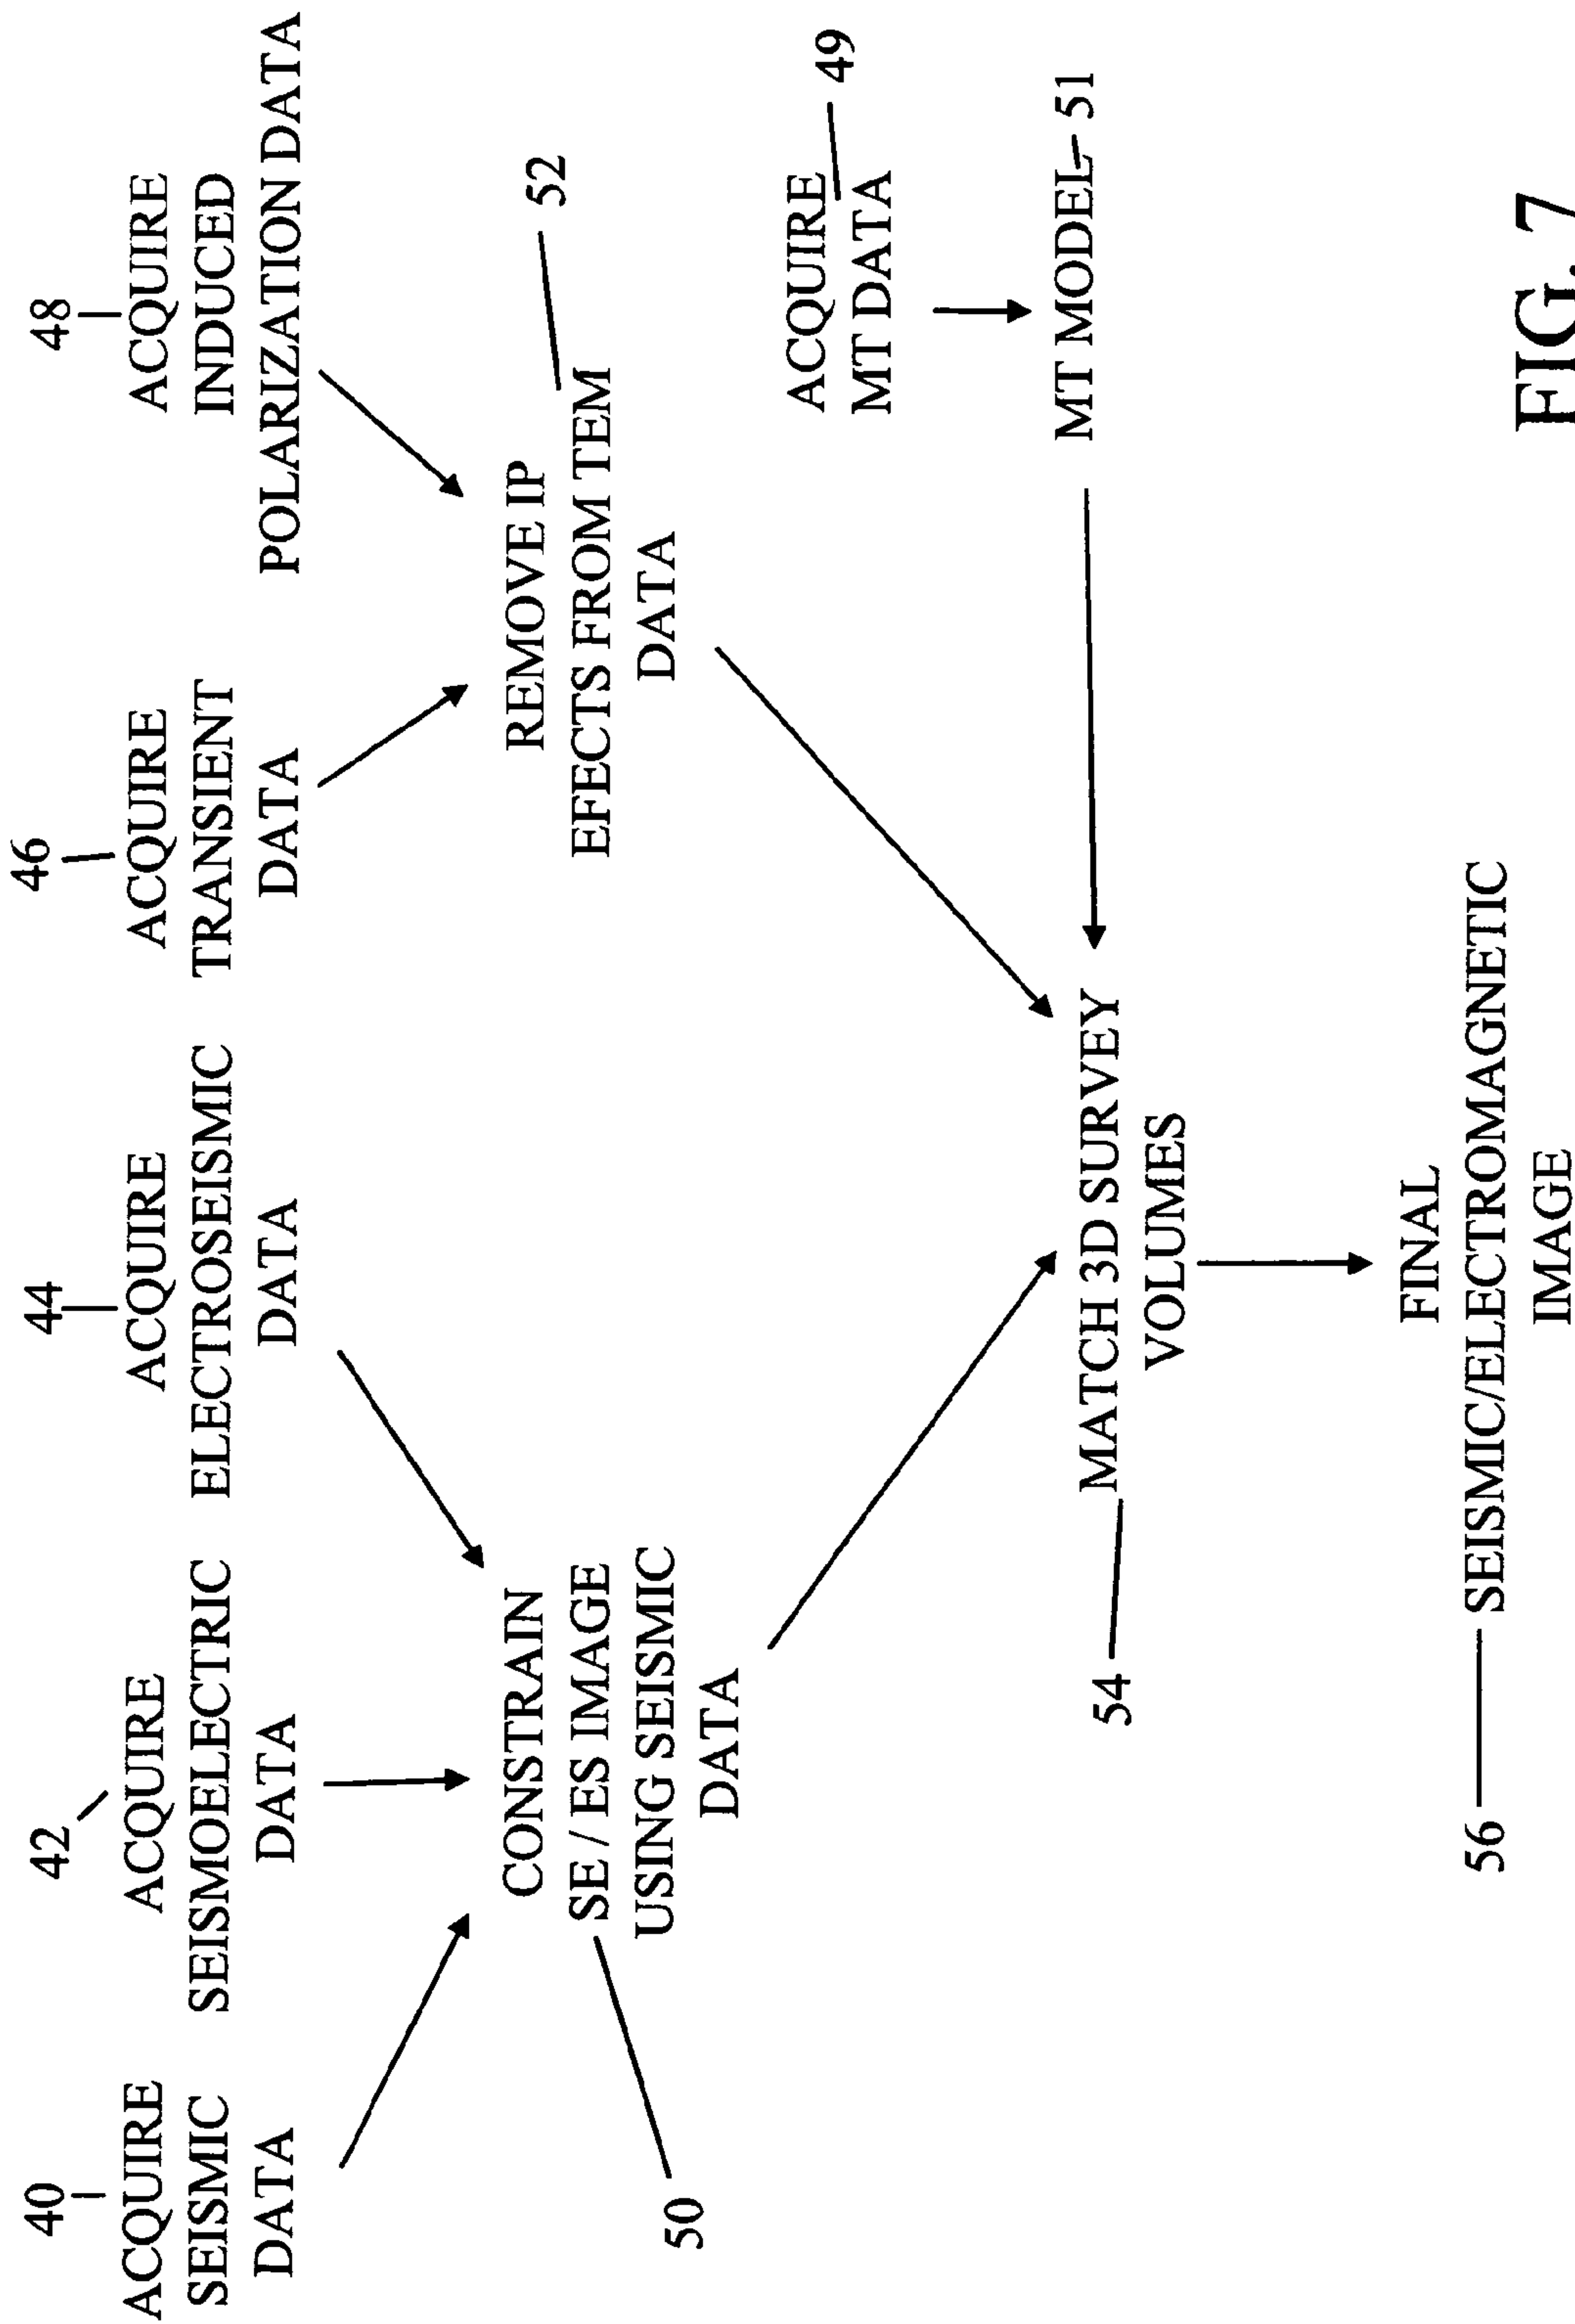 40
ACQUIRE
SEISMIC
DATA
42
ACQUIRE
SEISMOELECTRIC
DATA
44
ACQUIRE
ELECTROSEISMIC
DATA
46
ACQUIRE
TRANSIENT
DATA
48
ACQUIRE
INDUCED
POLARIZATION DATA
50
CONSTRAIN
SE / ES IMAGE
USING SEISMIC
DATA
52
REMOVE IP
EFFECTS FROM TEM
DATA
49
ACQUIRE
MT DATA
MT MODEL 51
54
MATCH 3D SURVEY
VOLUMES
56
FINAL
SEISMIC/ELECTROMAGNETIC
IMAGE
FIG. 7